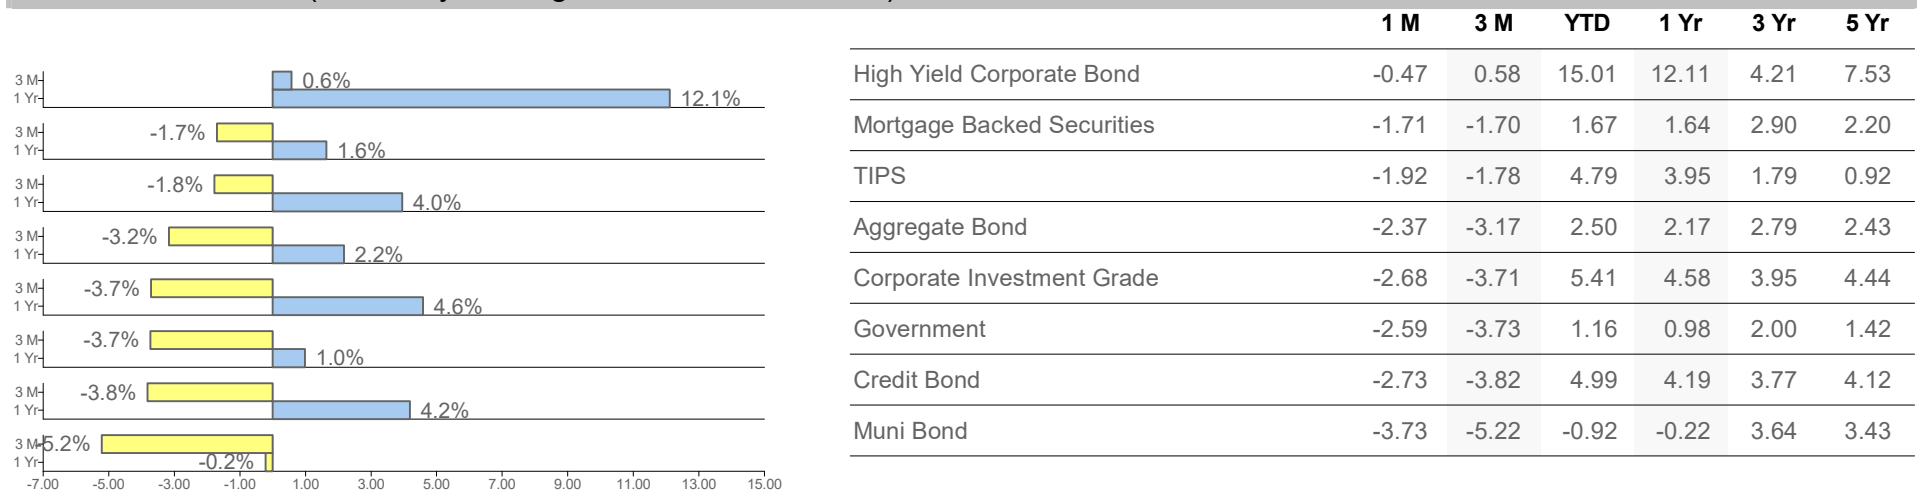 1 M 3 M YTD 1 Yr 3 Yr 5 Yr
3 M 0.6%
1 Yr 12.1%
3 M -1.7%
1 Yr 1.6%
3 M -1.8%
1 Yr 4.0%
3 M -3.2%
1 Yr 2.2%
3 M -3.7%
1 Yr 4.6%
3 M -3.7%
1 Yr 1.0%
3 M -3.8%
1 Yr 4.2%
3 M -5.2%
1 Yr -0.2%
-7.00 -5.00 -3.00 -1.00 1.00 3.00 5.00 7.00 9.00 11.00 13.00 15.00
High Yield Corporate Bond -0.47 0.58 15.01 12.11 4.21 7.53
Mortgage Backed Securities -1.71 -1.70 1.67 1.64 2.90 2.20
TIPS -1.92 -1.78 4.79 3.95 1.79 0.92
Aggregate Bond -2.37 -3.17 2.50 2.17 2.79 2.43
Corporate Investment Grade -2.68 -3.71 5.41 4.58 3.95 4.44
Government -2.59 -3.73 1.16 0.98 2.00 1.42
Credit Bond -2.73 -3.82 4.99 4.19 3.77 4.12
Muni Bond -3.73 -5.22 -0.92 -0.22 3.64 3.43